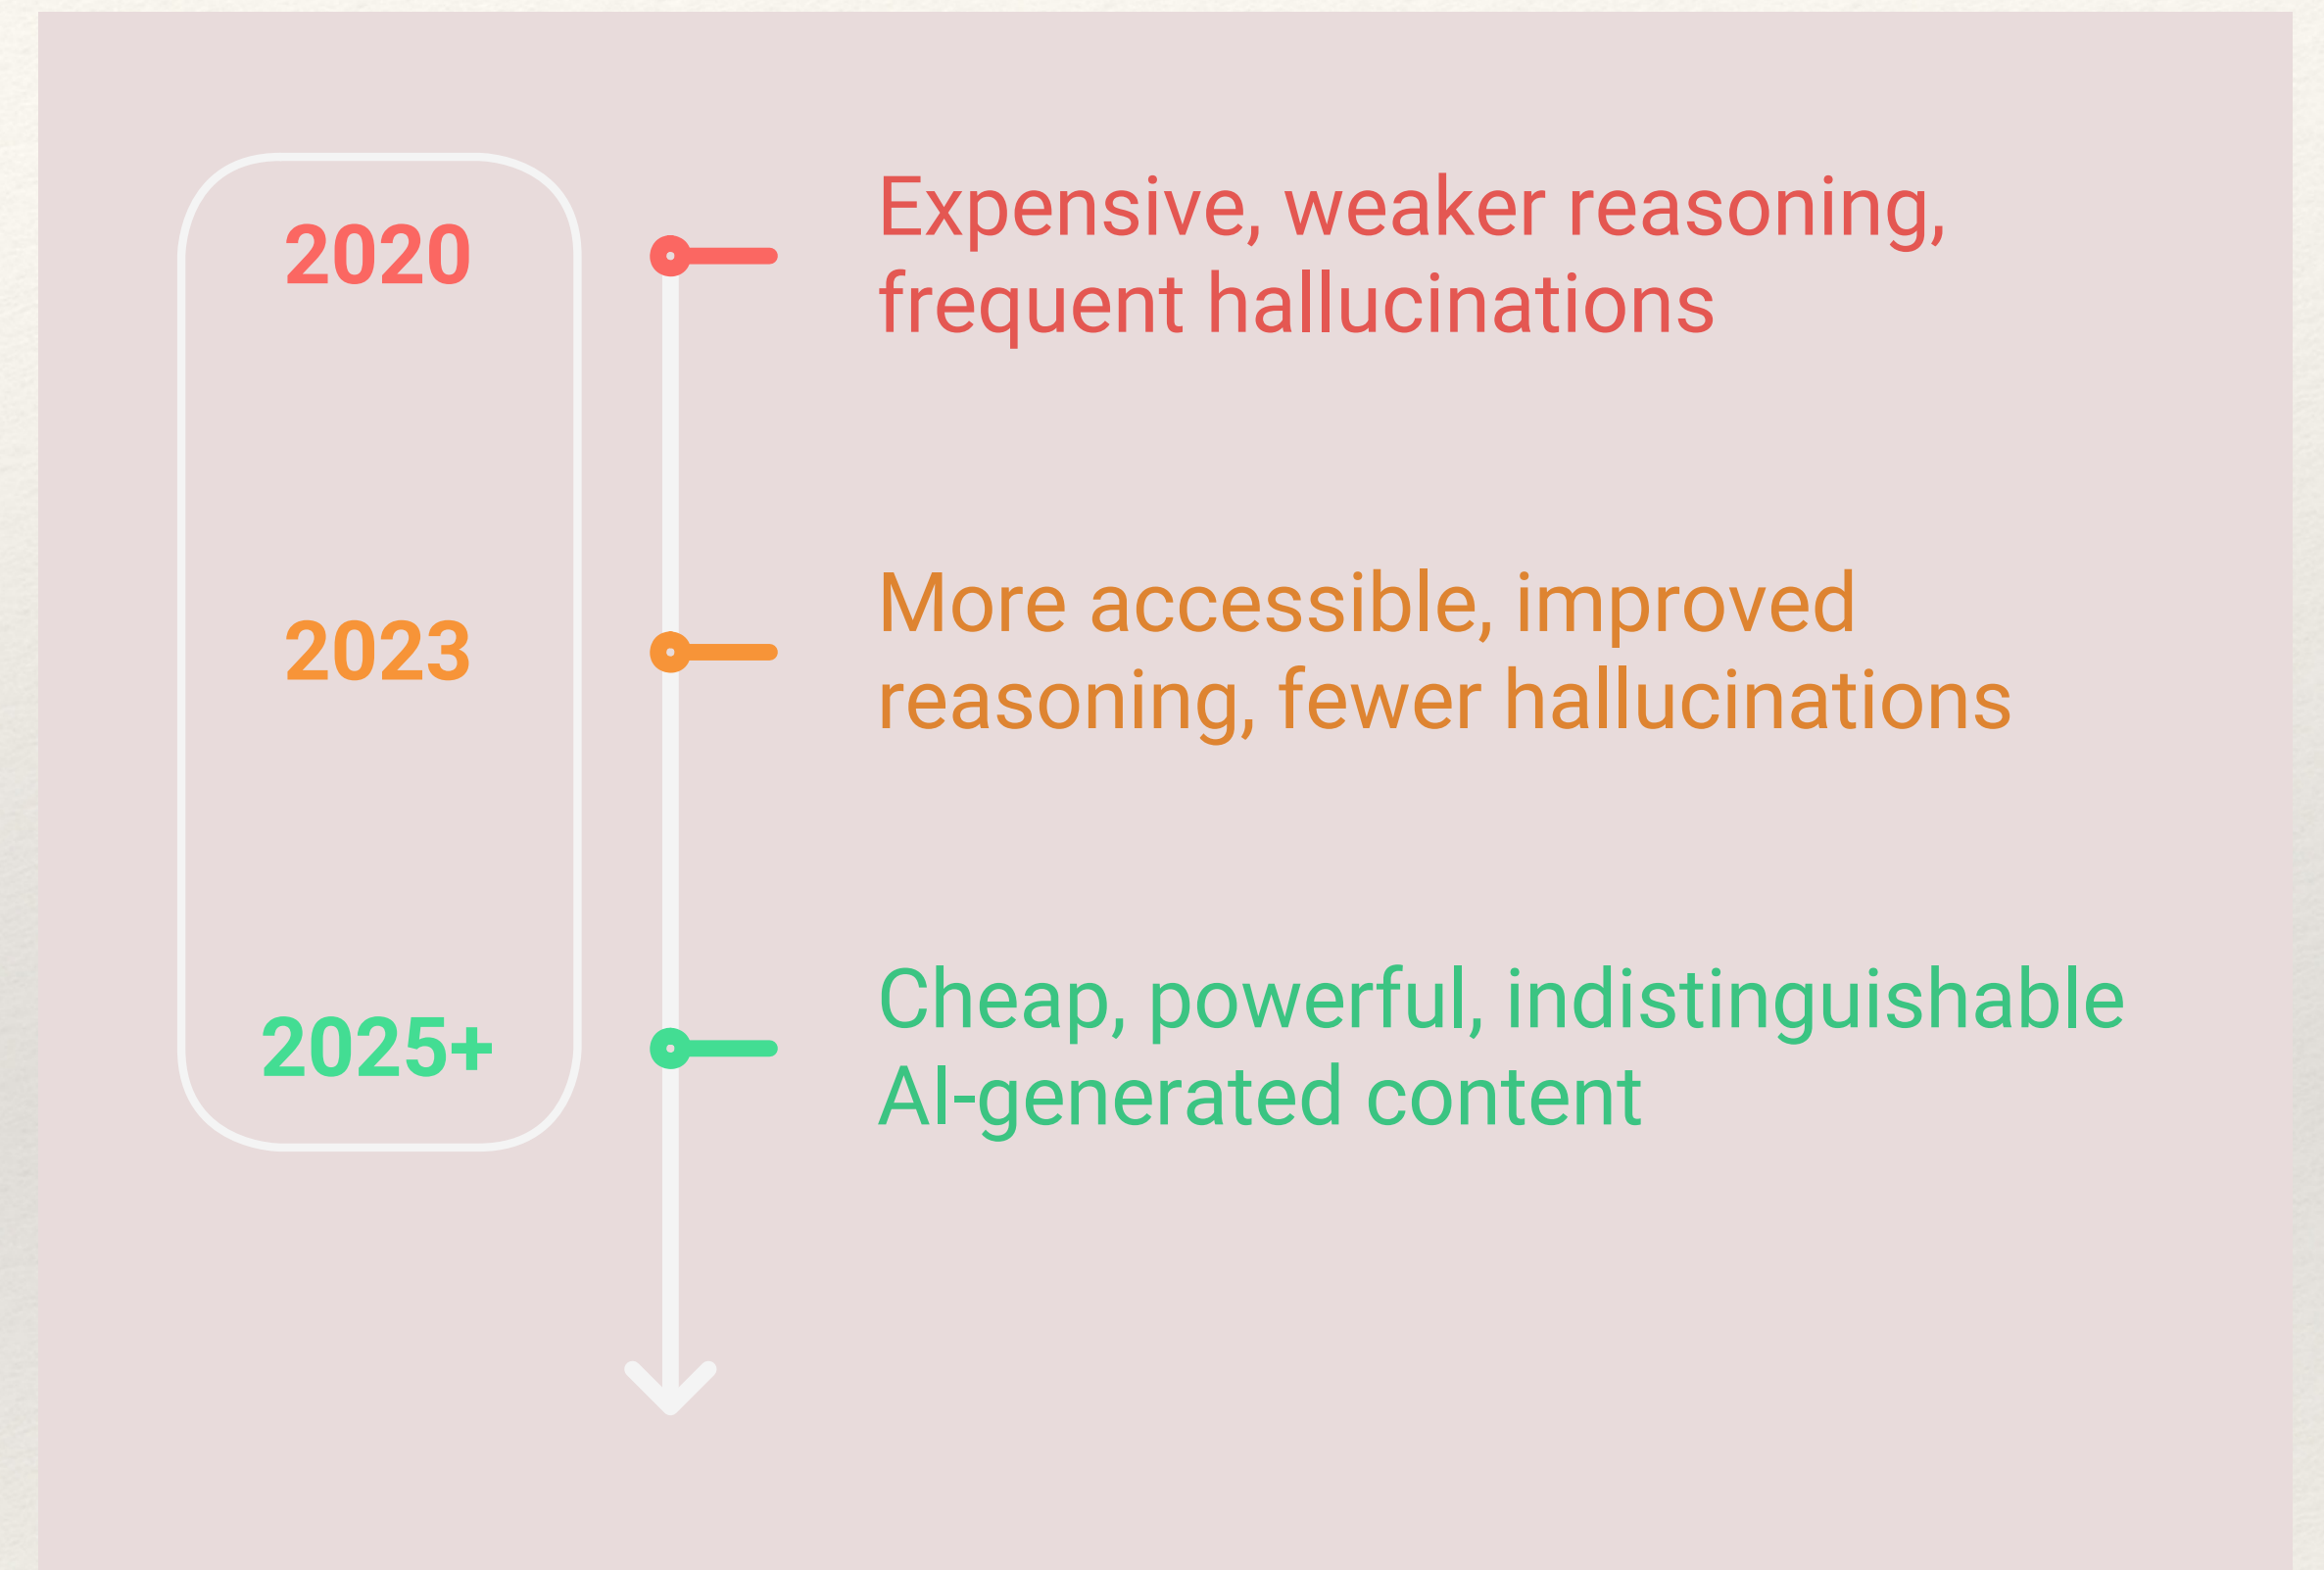 2020
Expensive, weaker reasoning,
frequent hallucinations
2023
More accessible, improved
reasoning, fewer hallucinations
2025+
Cheap, powerful, indistinguishable
AI-generated content